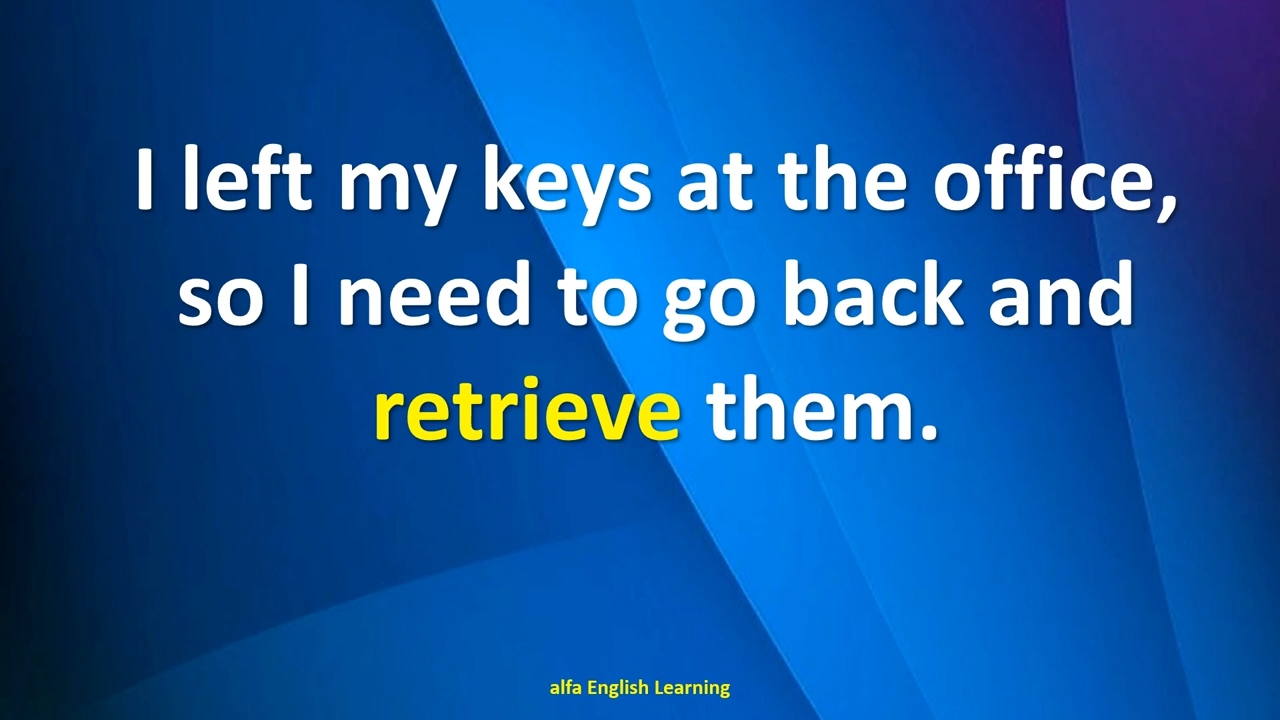 I left my keys at the office,
so I need to go back and
retrieve them.
alfa English Learning